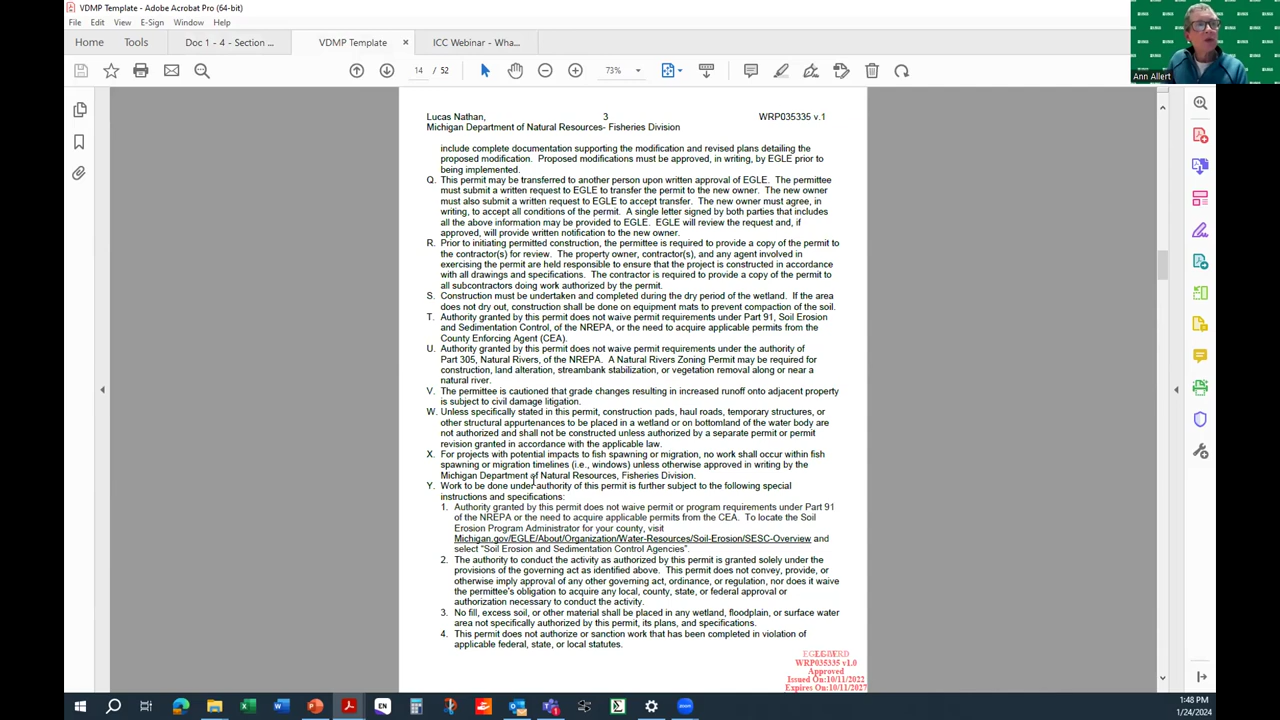 VDMP Template - Adobe Acrobat Pro (64-bit)
File Edit View E-Sign Window Help
Home Tools Doc 1 - 4 - Section ... VDMP Template × ICC Webinar - Wha...
14 / 52 73%
Ann Allert
Lucas Nathan, 3 WRP035335 v.1
Michigan Department of Natural Resources- Fisheries Division
include complete documentation supporting the modification and revised plans detailing the
proposed modification. Proposed modifications must be approved, in writing, by EGLE prior to
being implemented.
Q. This permit may be transferred to another person upon written approval of EGLE. The permittee
must submit a written request to EGLE to transfer the permit to the new owner. The new owner
must also submit a written request to EGLE to accept transfer. The new owner must agree, in
writing, to accept all conditions of the permit. A single letter signed by both parties that includes
all the above information may be provided to EGLE. EGLE will review the request and, if
approved, will provide written notification to the new owner.
R. Prior to initiating permitted construction, the permittee is required to provide a copy of the permit to
the contractor(s) for review. The property owner, contractor(s), and any agent involved in
exercising the permit are held responsible to ensure that the project is constructed in accordance
with all drawings and specifications. The contractor is required to provide a copy of the permit to
all subcontractors doing work authorized by the permit.
S. Construction must be undertaken and completed during the dry period of the wetland. If the area
does not dry out, construction shall be done on equipment mats to prevent compaction of the soil.
T. Authority granted by this permit does not waive permit requirements under Part 91, Soil Erosion
and Sedimentation Control, of the NREPA, or the need to acquire applicable permits from the
County Enforcing Agent (CEA).
U. Authority granted by this permit does not waive permit requirements under the authority of
Part 305, Natural Rivers, of the NREPA. A Natural Rivers Zoning Permit may be required for
construction, land alteration, streambank stabilization, or vegetation removal along or near a
natural river.
V. The permittee is cautioned that grade changes resulting in increased runoff onto adjacent property
is subject to civil damage litigation.
W. Unless specifically stated in this permit, construction pads, haul roads, temporary structures, or
other structural appurtenances to be placed in a wetland or on bottomland of the water body are
not authorized and shall not be constructed unless authorized by a separate permit or permit
revision granted in accordance with the applicable law.
X. For projects with potential impacts to fish spawning or migration, no work shall occur within fish
spawning or migration timelines (i.e., windows) unless otherwise approved in writing by the
Michigan Department of Natural Resources, Fisheries Division.
Y. Work to be done under authority of this permit is further subject to the following special
instructions and specifications:
1. Authority granted by this permit does not waive permit or program requirements under Part 91
of the NREPA or the need to acquire applicable permits from the CEA. To locate the Soil
Erosion Program Administrator for your county, visit
Michigan.gov/EGLE/About/Organization/Water-Resources/Soil-Erosion/SESC-Overview and
select "Soil Erosion and Sedimentation Control Agencies".
2. The authority to conduct the activity as authorized by this permit is granted solely under the
provisions of the governing act as identified above. This permit does not convey, provide, or
otherwise imply approval of any other governing act, ordinance, or regulation, nor does it waive
the permittee's obligation to acquire any local, county, state, or federal approval or
authorization necessary to conduct the activity.
3. No fill, excess soil, or other material shall be placed in any wetland, floodplain, or surface water
area not specifically authorized by this permit, its plans, and specifications.
4. This permit does not authorize or sanction work that has been completed in violation of
applicable federal, state, or local statutes.
WRP035335 v1.0
Approved
Issued On:10/11/2022
Expires On:10/11/2027
EN
1:48 PM
1/24/2024